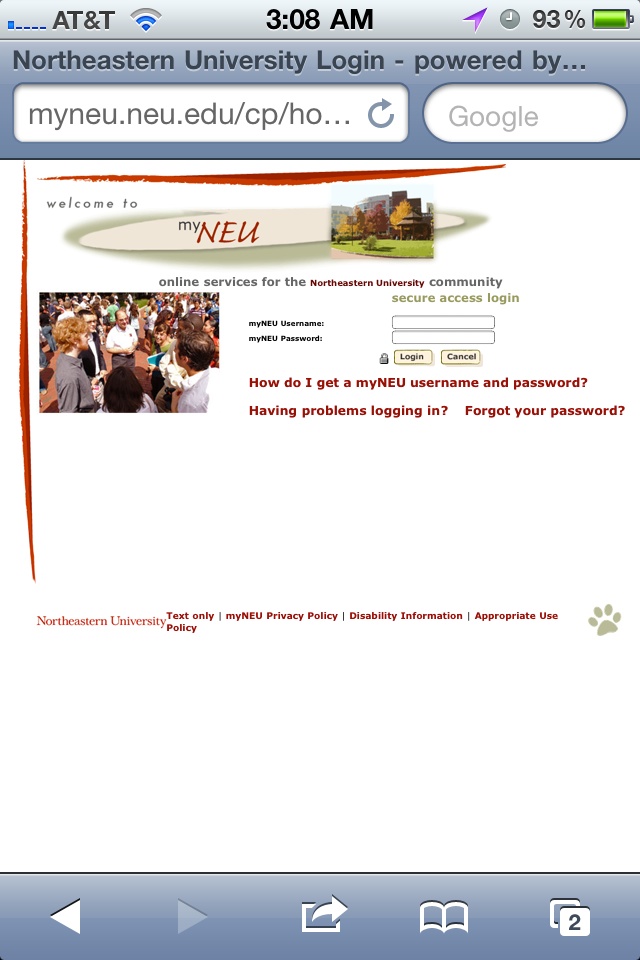 AT&T 3:08 AM 93%
Northeastern University Login - powered by…
myneu.neu.edu/cp/ho… Google
welcome to
myNEU
online services for the Northeastern University community
secure access login
myNEU Username:
myNEU Password:
Login Cancel
How do I get a myNEU username and password?
Having problems logging in? Forgot your password?
Northeastern University Text only | myNEU Privacy Policy | Disability Information | Appropriate Use
Policy
2